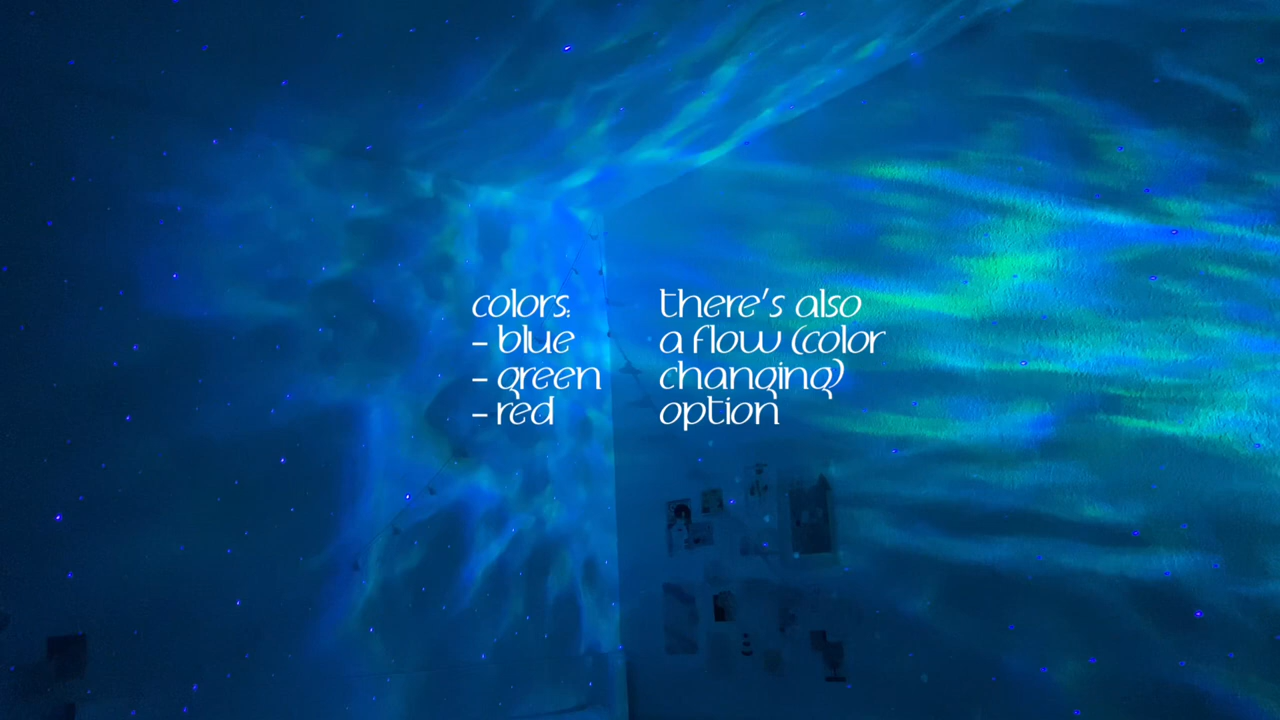 colors:
- blue
- green
- red
there's also
a flow (color
changing)
option